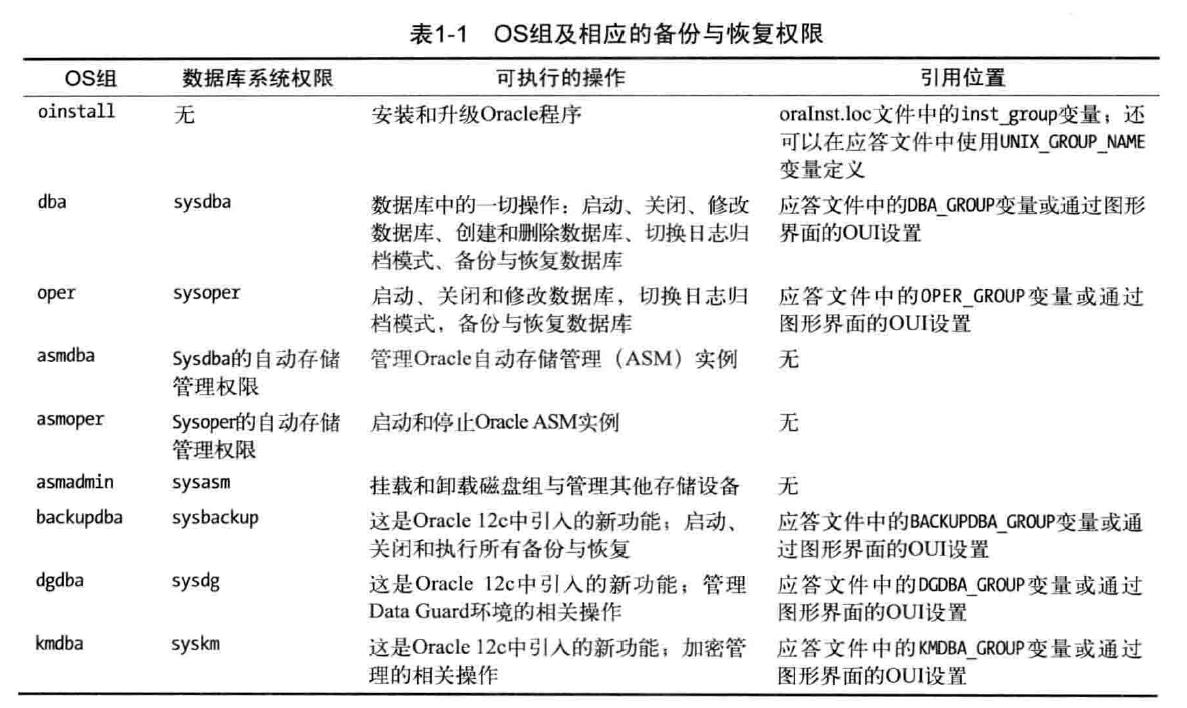 表1-1 OS组及相应的备份与恢复权限
OS组 数据库系统权限 可执行的操作 引用位置
oinstall 无 安装和升级Oracle程序 oraInst.loc文件中的inst_group变量；还
可以在应答文件中使用UNIX_GROUP_NAME
变量定义
dba sysdba 数据库中的一切操作：启动、关闭、修改 应答文件中的DBA_GROUP变量或通过图形
数据库、创建和删除数据库、切换日志归 界面的OUI设置
档模式、备份与恢复数据库
oper sysoper 启动、关闭和修改数据库，切换日志归 应答文件中的OPER_GROUP变量或通过
档模式，备份与恢复数据库 图形界面的OUI设置
asmdba Sysdba的自动存储 管理Oracle自动存储管理（ASM）实例 无
管理权限
asmoper Sysoper的自动存储 启动和停止Oracle ASM实例 无
管理权限
asmadmin sysasm 挂载和卸载磁盘组与管理其他存储设备 无
backupdba sysbackup 这是Oracle 12c中引入的新功能；启动、 应答文件中的BACKUPDBA_GROUP变量或通
关闭和执行所有备份与恢复 过图形界面的OUI设置
dgdba sysdg 这是Oracle 12c中引入的新功能；管理 应答文件中的DGDBA_GROUP变量或通过
Data Guard环境的相关操作 图形界面的OUI设置
kmdba syskm 这是Oracle 12c中引入的新功能；加密管 应答文件中的KMDBA_GROUP变量或通过
理的相关操作 图形界面的OUI设置